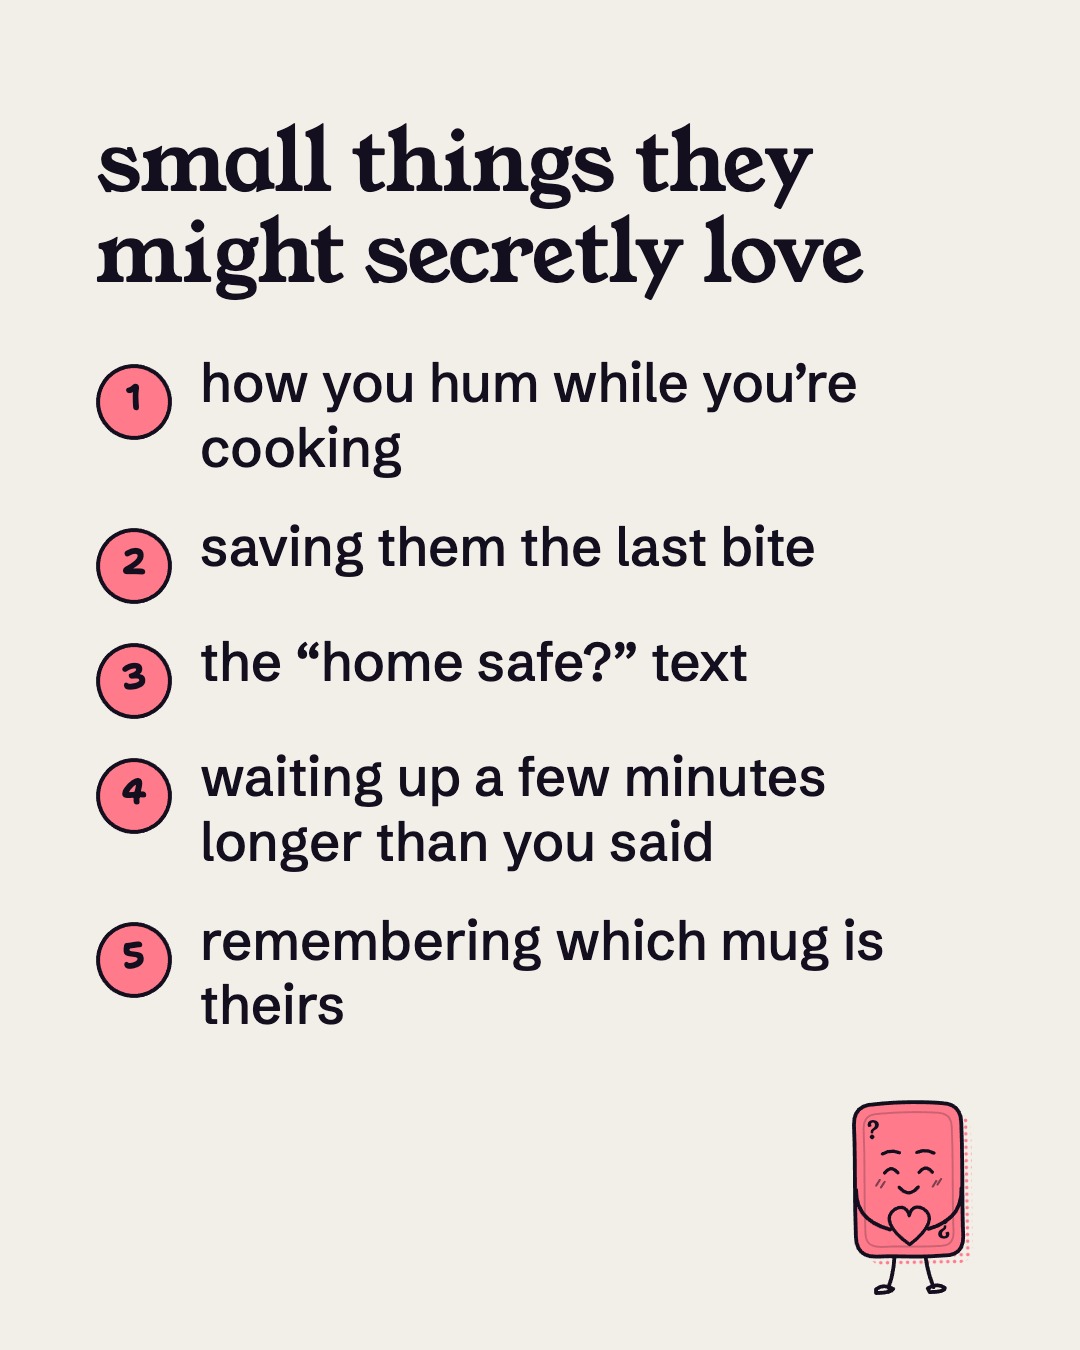 small things they
might secretly love
1 how you hum while you’re
cooking
2 saving them the last bite
3 the “home safe?” text
4 waiting up a few minutes
longer than you said
5 remembering which mug is
theirs
?
?